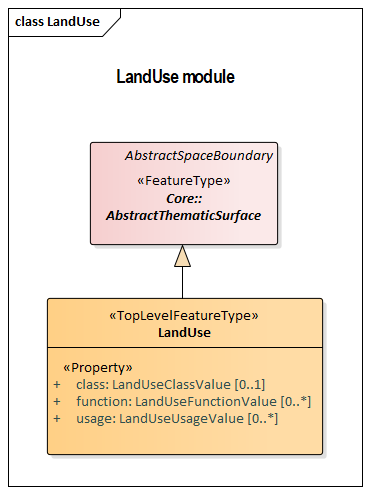 class LandUse
LandUse module
AbstractSpaceBoundary
«FeatureType»
Core::
AbstractThematicSurface
«TopLevelFeatureType»
LandUse
«Property»
+ class: LandUseClassValue [0..1]
+ function: LandUseFunctionValue [0..*]
+ usage: LandUseUsageValue [0..*]